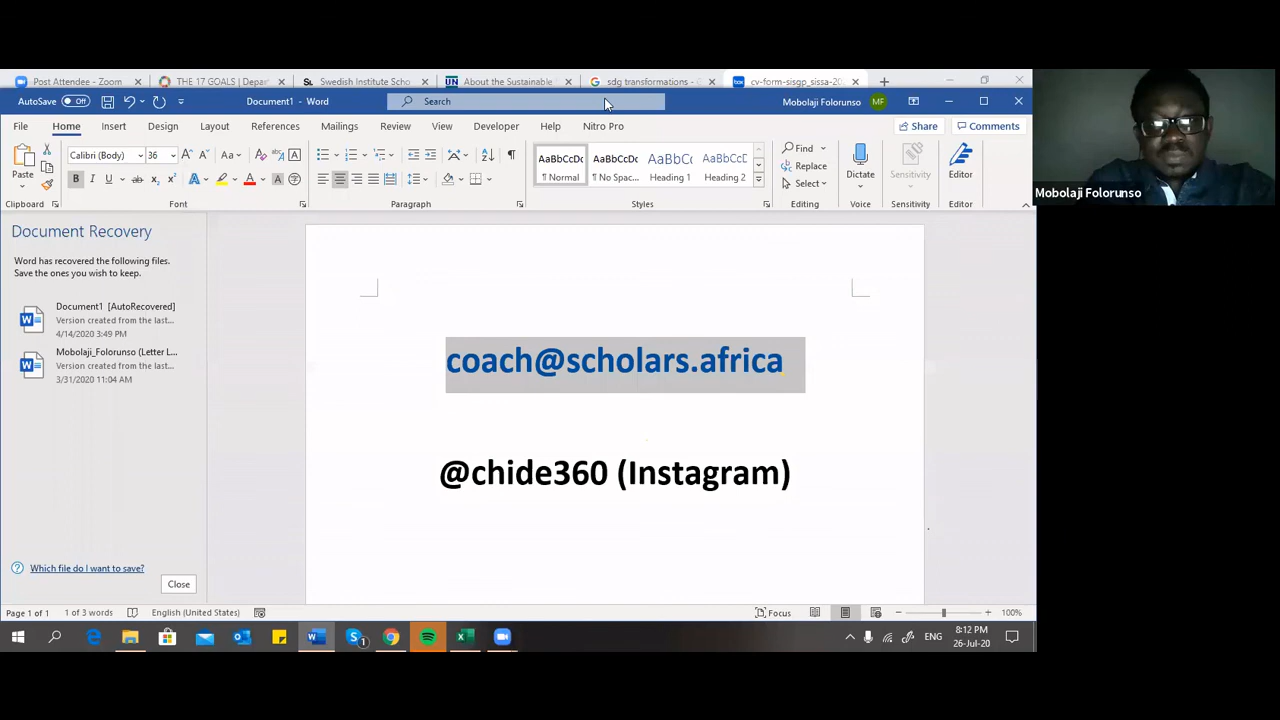 Post Attendee - Zoom
THE 17 GOALS | Depar
Swedish Institute Scho
About the Sustainable
sdg transformations - G
cv-form-sisgp_sissa-20
AutoSave Off
Document1 - Word
Search
Mobolaji Folorunso MF
File Home Insert Design Layout References Mailings Review View Developer Help Nitro Pro
Share Comments
Paste
Calibri (Body) 36
AaBbCcDc AaBbCcDc AaBbCc AaBbCcD
¶ Normal ¶ No Spac... Heading 1 Heading 2
Find
Replace
Select
Dictate
Sensitivity
Editor
Clipboard Font Paragraph Styles Editing Voice Sensitivity Editor
Mobolaji Folorunso
Document Recovery
Word has recovered the following files.
Save the ones you wish to keep.
Document1 [AutoRecovered]
Version created from the last...
4/14/2020 3:49 PM
Mobolaji_Folorunso (Letter L...
Version created from the last...
3/31/2020 11:04 AM
Which file do I want to save?
Close
coach@scholars.africa
@chide360 (Instagram)
Page 1 of 1 1 of 3 words English (United States) Focus 100%
ENG
8:12 PM
26-Jul-20